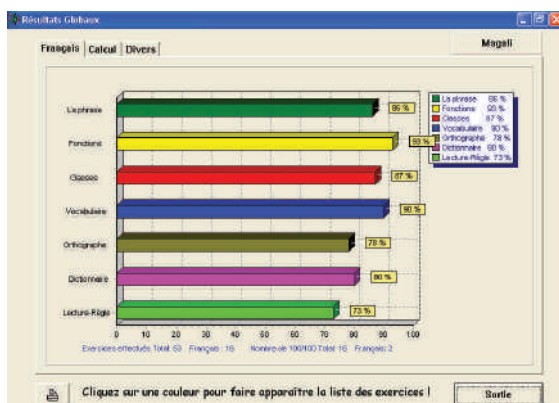 Résultats Globaux
Français Calcul Divers
Magali
La phrase 86 %
Fonctions 93 %
Classes 87 %
Vocabulaire 90 %
Orthographe 78 %
Dictionnaire 80 %
Lecture-Règle 73 %
La phrase 86 %
Fonctions 93 %
Classes 87 %
Vocabulaire 90 %
Orthographe 78 %
Dictionnaire 80 %
Lecture-Règle 73 %
0 10 20 30 40 50 60 70 80 90 100
Exercices effectués Total: Français : Nombre de 100/100 Total: 16 Français: 2
Cliquez sur une couleur pour faire apparaître la liste des exercices !
Sortie